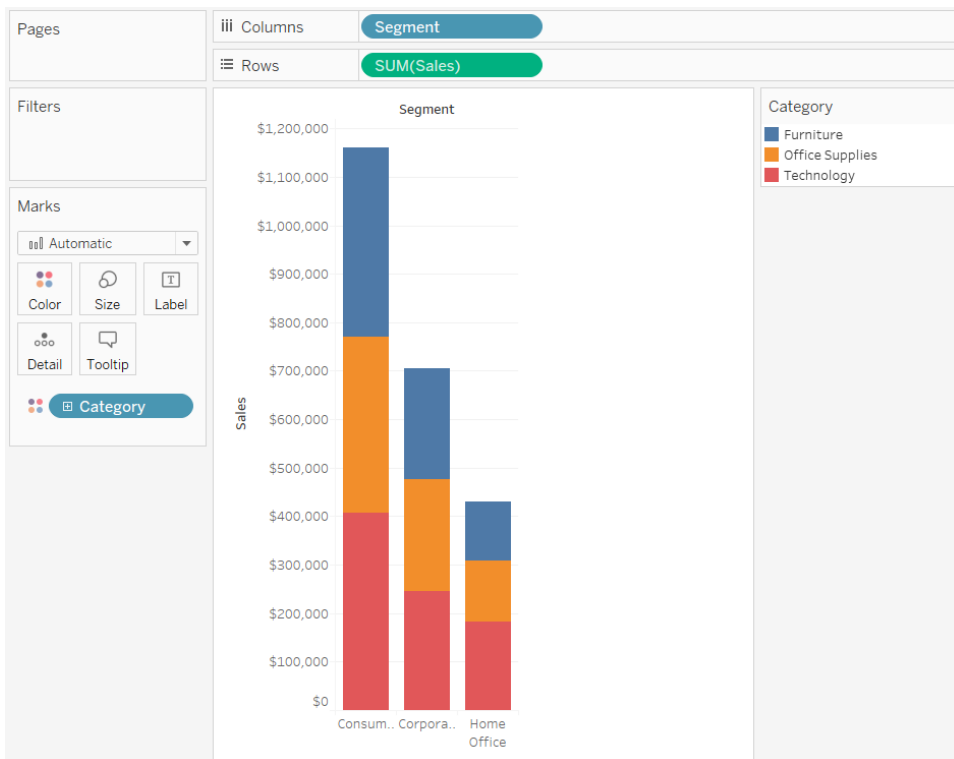 Pages
Columns
Segment
Rows
SUM(Sales)
Filters
Marks
Automatic
Color
Size
T
Label
Detail
Tooltip
Category
Segment
$1,200,000
$1,100,000
$1,000,000
$900,000
$800,000
$700,000
$600,000
$500,000
$400,000
$300,000
$200,000
$100,000
$0
Sales
Consum.. Corpora.. Home
Office
Category
Furniture
Office Supplies
Technology